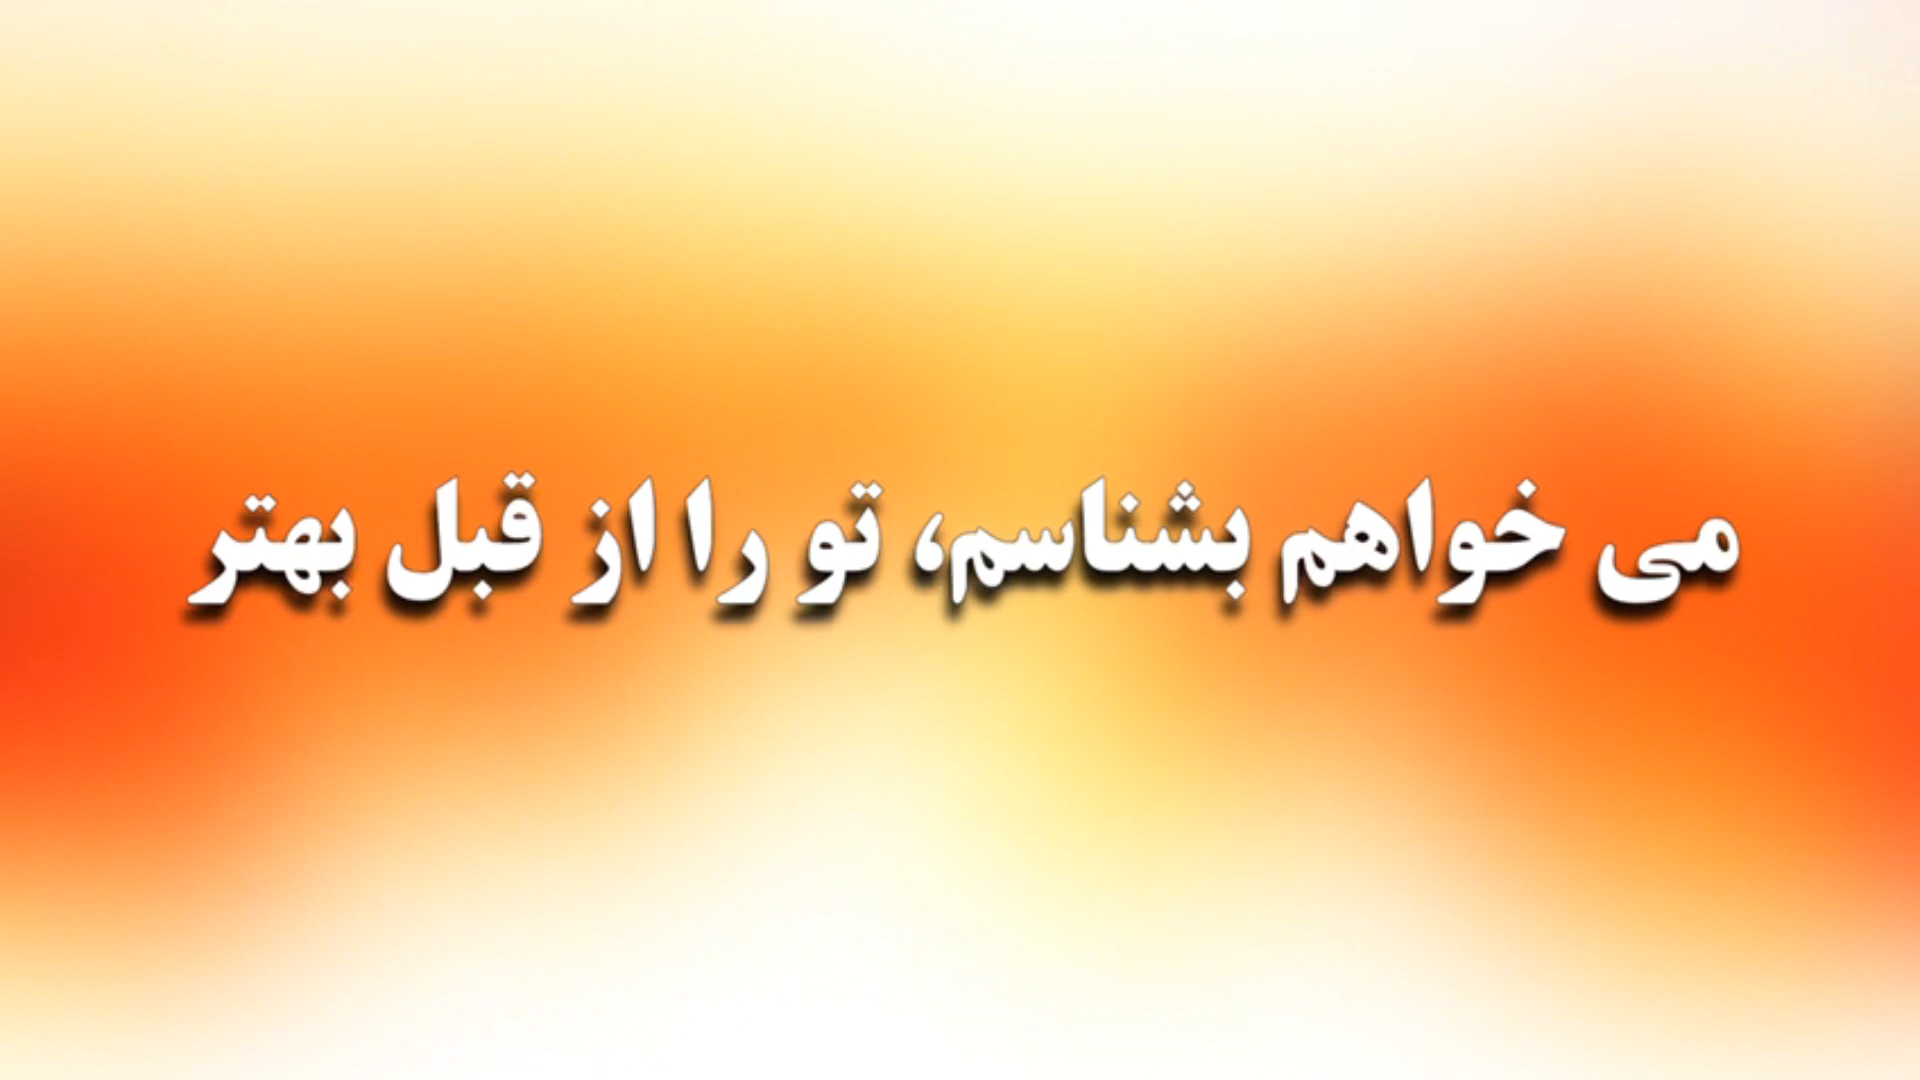 می خواهم بشناسم، تو را از قبل بهتر